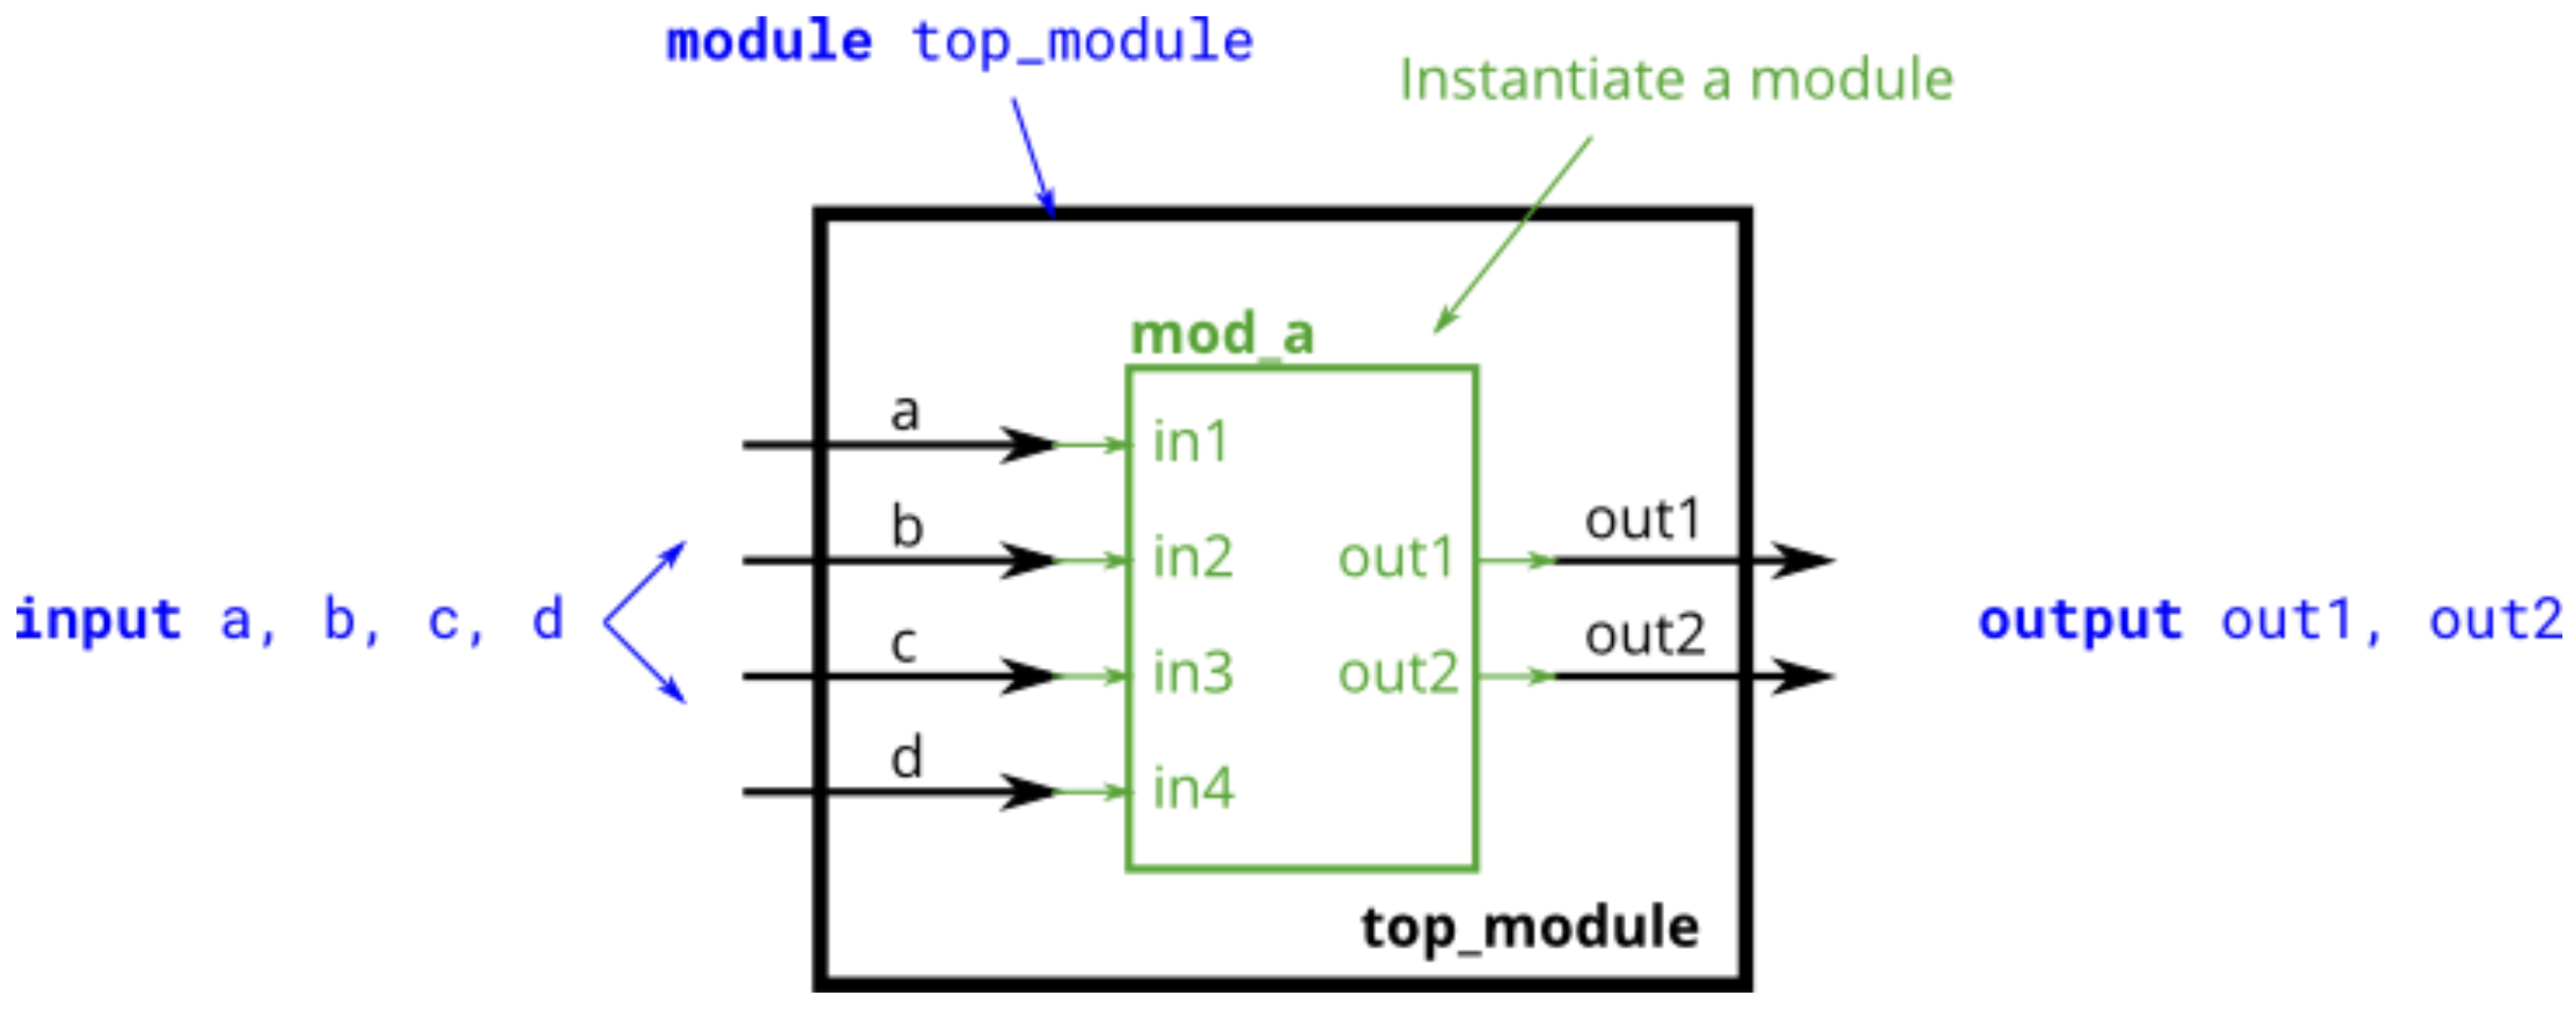 module top_module
Instantiate a module
mod_a
a
in1
b
in2
out1
out1
input a, b, c, d
c
in3
out2
out2
output out1, out2
d
in4
top_module